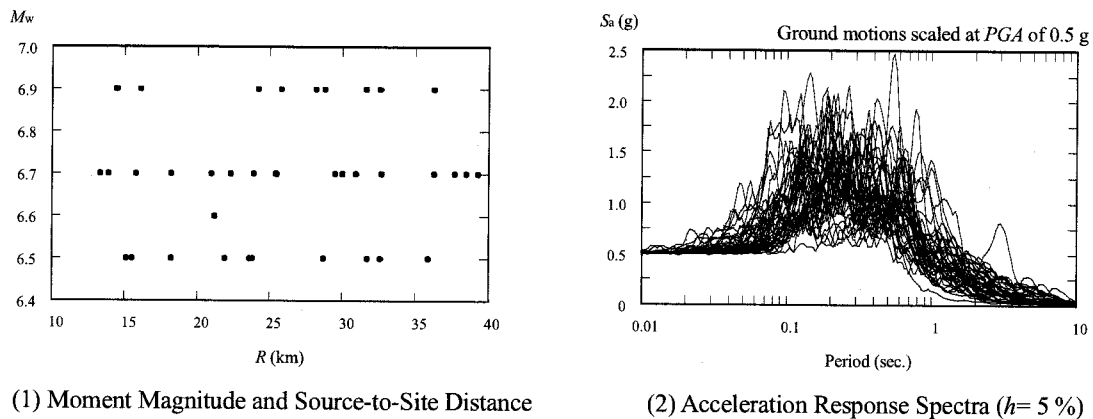 Mw
7.0
6.9
6.8
6.7
6.6
6.5
6.4
10 15 20 25 30 35 40
R (km)
(1) Moment Magnitude and Source-to-Site Distance
Sa (g)
Ground motions scaled at PGA of 0.5 g
2.5
2.0
1.5
1.0
0.5
0
0.01 0.1 1 10
Period (sec.)
(2) Acceleration Response Spectra (h= 5 %)